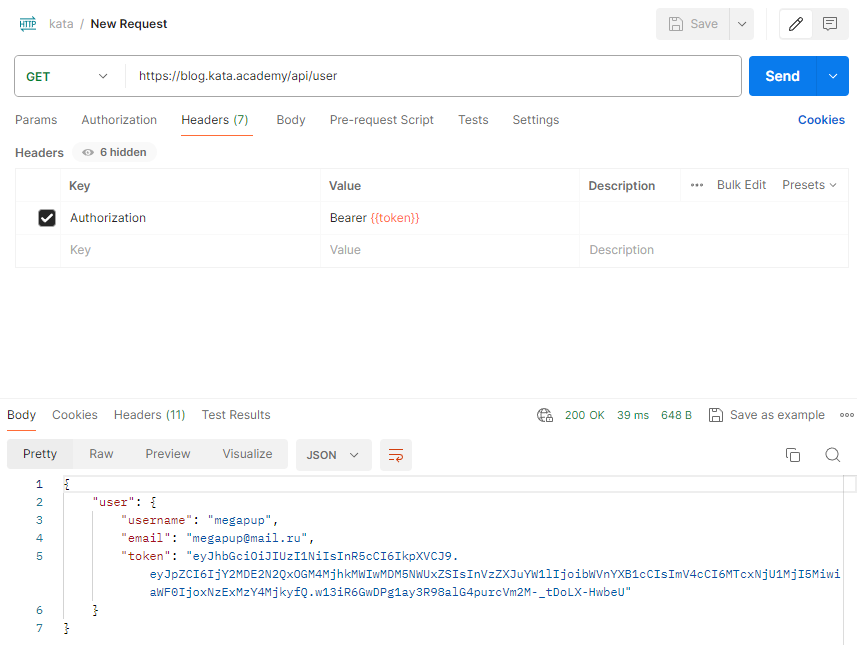 HTTP kata / New Request Save
GET https://blog.kata.academy/api/user Send
Params Authorization Headers (7) Body Pre-request Script Tests Settings Cookies
Headers 6 hidden
Key Value Description Bulk Edit Presets
Authorization Bearer {{token}}
Key Value Description
Body Cookies Headers (11) Test Results 200 OK 39 ms 648 B Save as example
Pretty Raw Preview Visualize JSON
1 {
2 "user": {
3 "username": "megapup",
4 "email": "megapup@mail.ru",
5 "token": "eyJhbGciOiJIUzI1NiIsInR5cCI6IkpXVCJ9.
eyJpZCI6IjY2MDE2N2QxOGM4MjhkMWIwMDM5NWUxZSIsInVzZXJuYW1lIjoibWVnYXB1cCIsImV4cCI6MTcxNjU1MjI5Miwi
aWF0IjoxNzExMzY4MjkyfQ.w13iR6GwDPg1ay3R98alG4purcVm2M-_tDoLX-HwbeU"
6 }
7 }